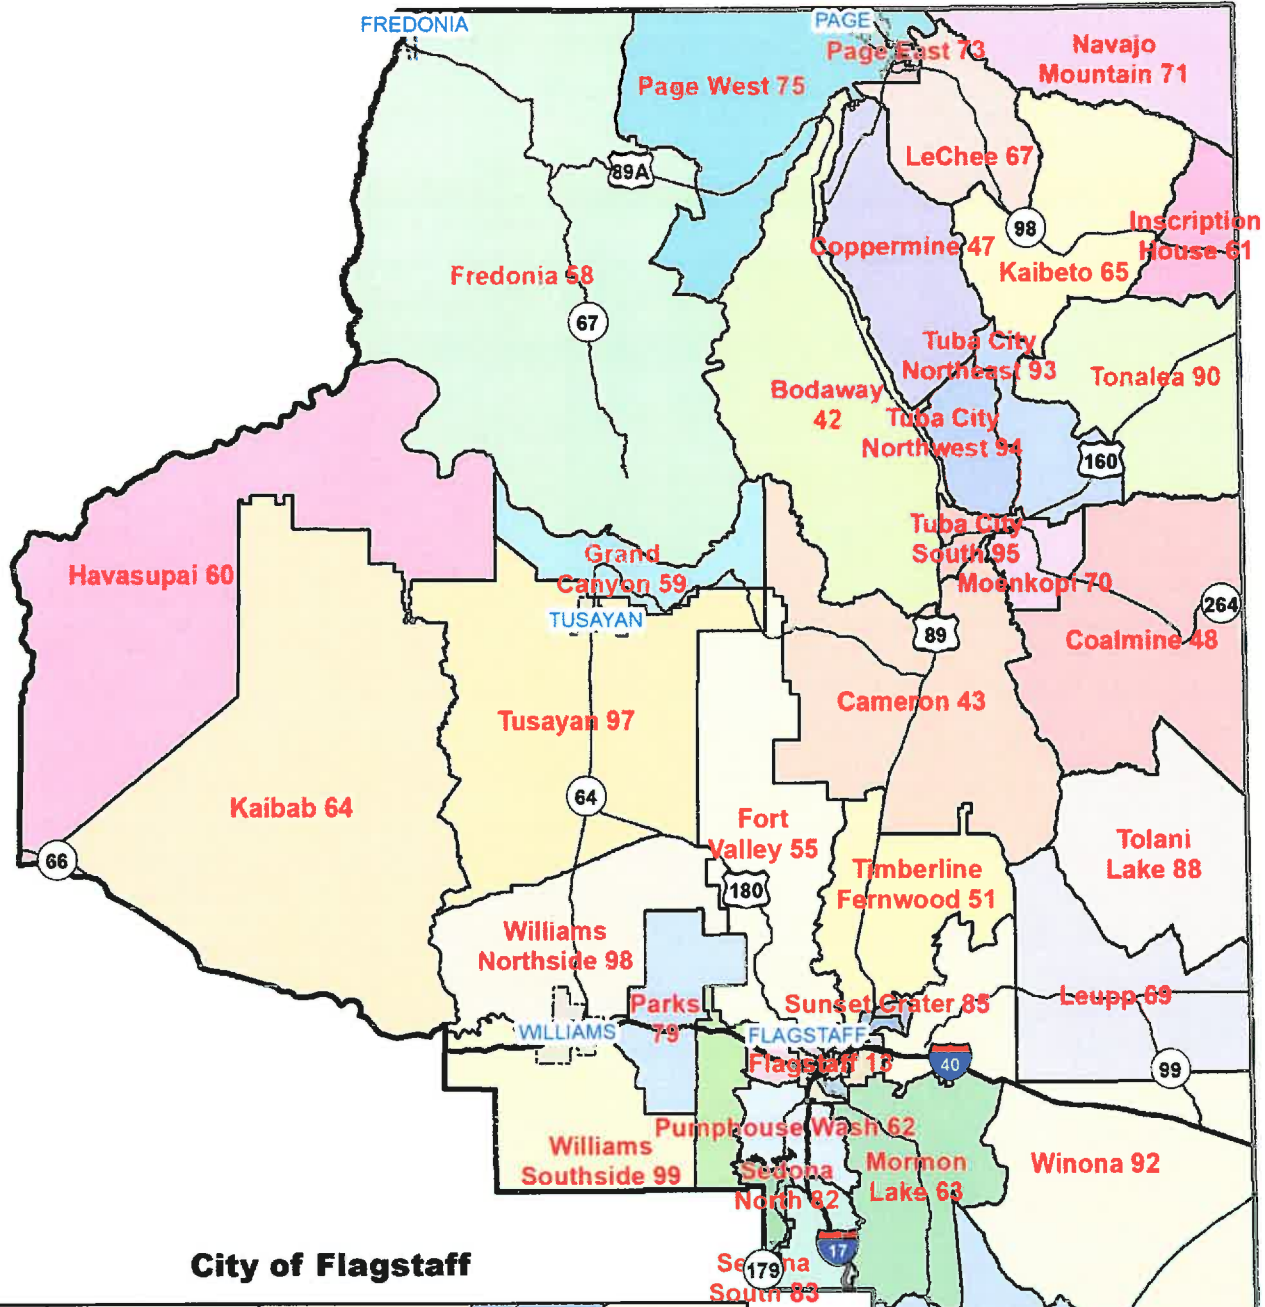 FREDONIA
PAGE
Page East 73
Navajo
Mountain 71
Page West 75
LeChee 67
89A
98
Inscription
House 61
Coppermine 47
Kaibeto 65
Fredonia 58
67
Tuba City
Northeast 93
Tonalea 90
Bodaway
42
Tuba City
Northwest 94
160
Tuba City
South 95
Grand
Canyon 59
Havasupai 60
Moenkopi 70
264
TUSAYAN
89
Coalmine 48
Cameron 43
Tusayan 97
64
Kaibab 64
Fort
Valley 55
66
Tolani
Lake 88
Timberline
Fernwood 51
180
Williams
Northside 98
Parks
79
Sunset Crater 85
Leupp 69
WILLIAMS
FLAGSTAFF
Flagstaff 13
40
99
Pumphouse Wash 62
Williams
Southside 99
Sedona
North 82
Mormon
Lake 63
Winona 92
17
City of Flagstaff
179
Sedona
South 83